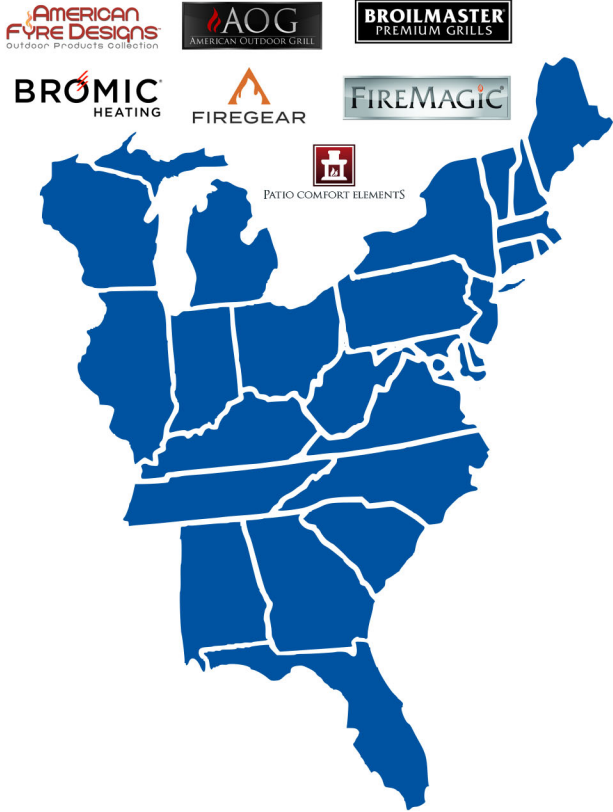 AMERICAN
FYRE DESIGNS™
Outdoor Products Collection
AOG
AMERICAN OUTDOOR GRILL
BROILMASTER®
PREMIUM GRILLS
BROMIC®
HEATING
FIREGEAR
FIREMAGIC®
PATIO COMFORT ELEMENTS